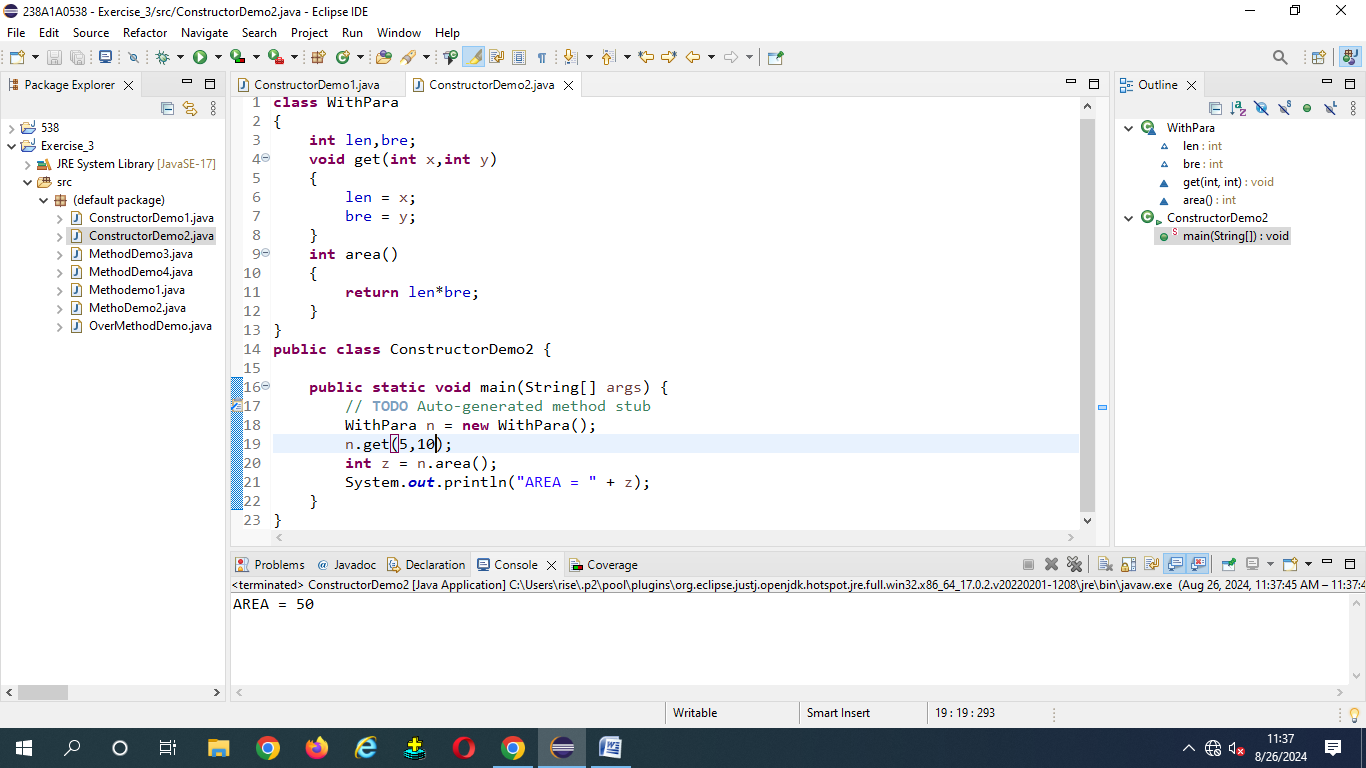 238A1A0538 - Exercise_3/src/ConstructorDemo2.java - Eclipse IDE
File Edit Source Refactor Navigate Search Project Run Window Help
Package Explorer
538
Exercise_3
JRE System Library [JavaSE-17]
src
(default package)
ConstructorDemo1.java
ConstructorDemo2.java
MethodDemo3.java
MethodDemo4.java
Methodemo1.java
MethoDemo2.java
OverMethodDemo.java
ConstructorDemo1.java ConstructorDemo2.java
1 class WithPara
2 {
3 int len,bre;
4 void get(int x,int y)
5 {
6 len = x;
7 bre = y;
8 }
9 int area()
10 {
11 return len*bre;
12 }
13 }
14 public class ConstructorDemo2 {
15
16 public static void main(String[] args) {
17 // TODO Auto-generated method stub
18 WithPara n = new WithPara();
19 n.get(5,10);
20 int z = n.area();
21 System.out.println("AREA = " + z);
22 }
23 }
Outline
WithPara
len : int
bre : int
get(int, int) : void
area() : int
ConstructorDemo2
main(String[]) : void
Problems Javadoc Declaration Console Coverage
<terminated> ConstructorDemo2 [Java Application] C:\Users\rise\.p2\pool\plugins\org.eclipse.justj.openjdk.hotspot.jre.full.win32.x86_64_17.0.2.v20220201-1208\jre\bin\javaw.exe (Aug 26, 2024, 11:37:45 AM – 11:37:4
AREA = 50
Writable Smart Insert 19 : 19 : 293
11:37
8/26/2024